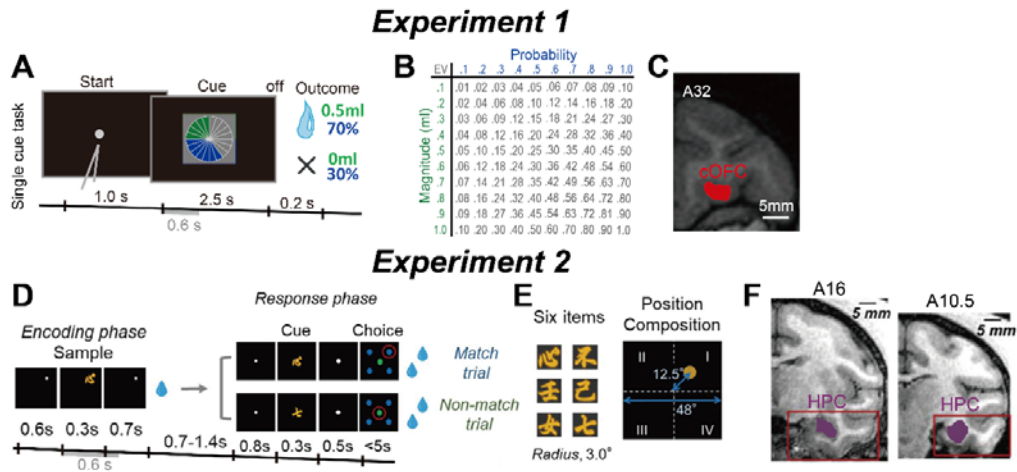 Experiment 1
A
Single cue task
Start
Cue
off
Outcome
0.5ml
70%
0ml
30%
1.0 s
2.5 s
0.2 s
0.6 s
B
Probability
EV .1 .2 .3 .4 .5 .6 .7 .8 .9 1.0
Magnitude (ml)
.1 .01 .02 .03 .04 .05 .06 .07 .08 .09 .10
.2 .02 .04 .06 .08 .10 .12 .14 .16 .18 .20
.3 .03 .06 .09 .12 .15 .18 .21 .24 .27 .30
.4 .04 .08 .12 .16 .20 .24 .28 .32 .36 .40
.5 .05 .10 .15 .20 .25 .30 .35 .40 .45 .50
.6 .06 .12 .18 .24 .30 .36 .42 .48 .54 .60
.7 .07 .14 .21 .28 .35 .42 .49 .56 .63 .70
.8 .08 .16 .24 .32 .40 .48 .56 .64 .72 .80
.9 .09 .18 .27 .36 .45 .54 .63 .72 .81 .90
1.0 .10 .20 .30 .40 .50 .60 .70 .80 .90 1.0
C
A32
cOFC
5mm
Experiment 2
D
Encoding phase
Sample
心
0.6s 0.3s 0.7s
0.6s
0.7-1.4s
Response phase
Cue
Choice
心
Match
trial
七
Non-match
trial
0.8s 0.3s 0.5s <5s
E
Six items
心 不
壬 己
女 七
Radius, 3.0°
Position
Composition
II I
12.5°
48°
III IV
F
A16
5 mm
HPC
A10.5
5 mm
HPC